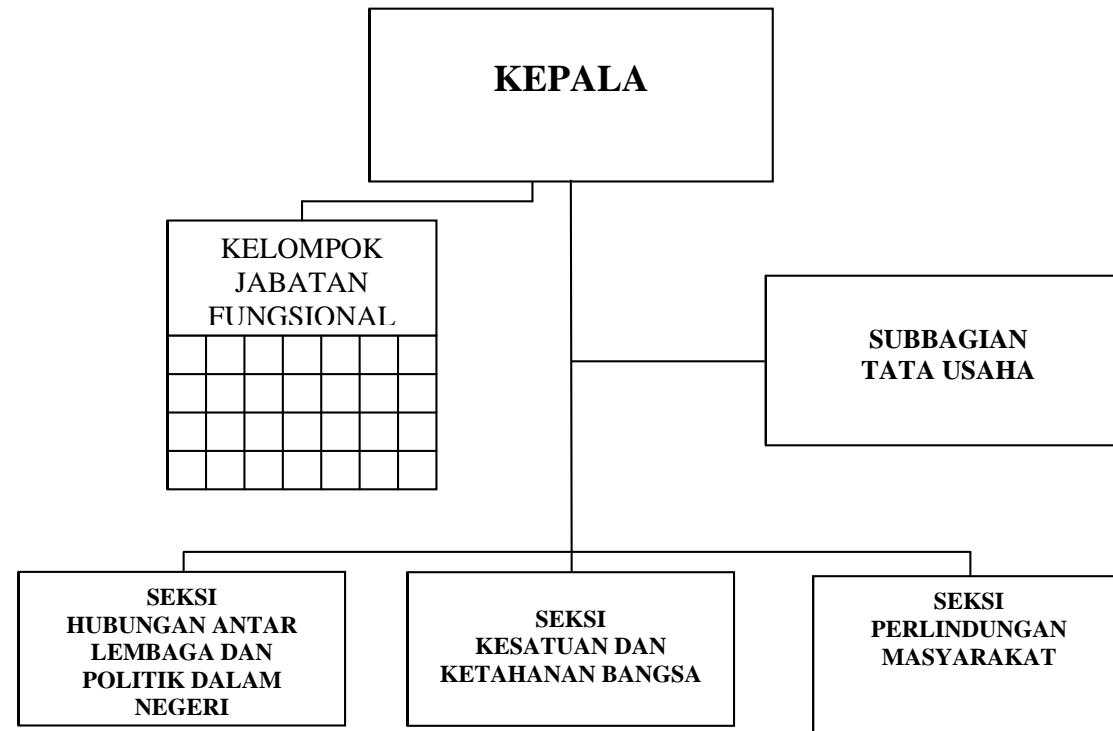 KEPALA
KELOMPOK
JABATAN
FUNGSIONAL
SUBBAGIAN
TATA USAHA
SEKSI
HUBUNGAN ANTAR
LEMBAGA DAN
POLITIK DALAM
NEGERI
SEKSI
KESATUAN DAN
KETAHANAN BANGSA
SEKSI
PERLINDUNGAN
MASYARAKAT